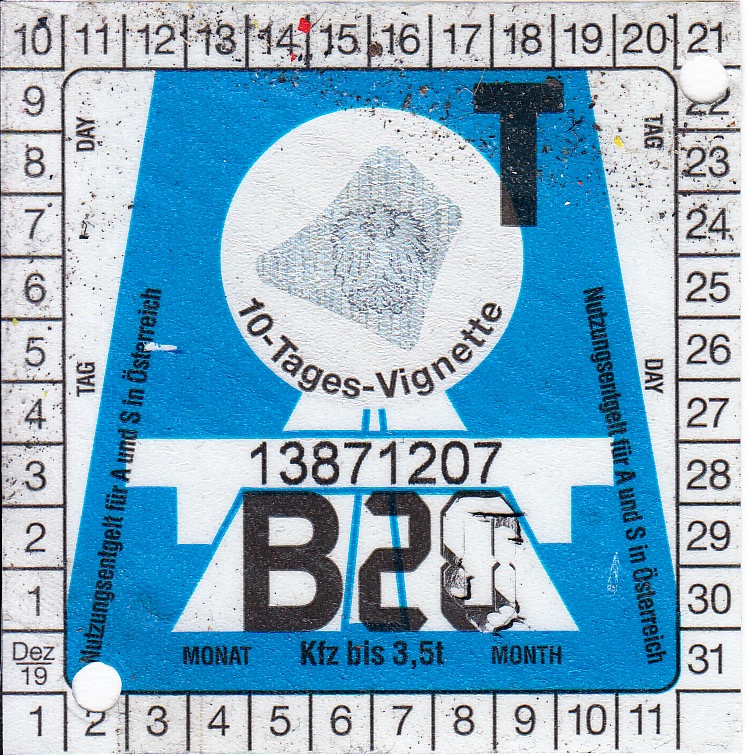 10 11 12 13 14 15 16 17 18 19 20 21
9 22
8 23
7 24
6 25
5 26
4 27
3 28
2 29
1 30
Dez
19
31
1 2 3 4 5 6 7 8 9 10 11
DAY
TAG
TAG
DAY
T
10-Tages-Vignette
Nutzungsentgelt für A und S in Österreich
Nutzungsentgelt für A und S in Österreich
13871207
B20
MONAT Kfz bis 3,5t MONTH